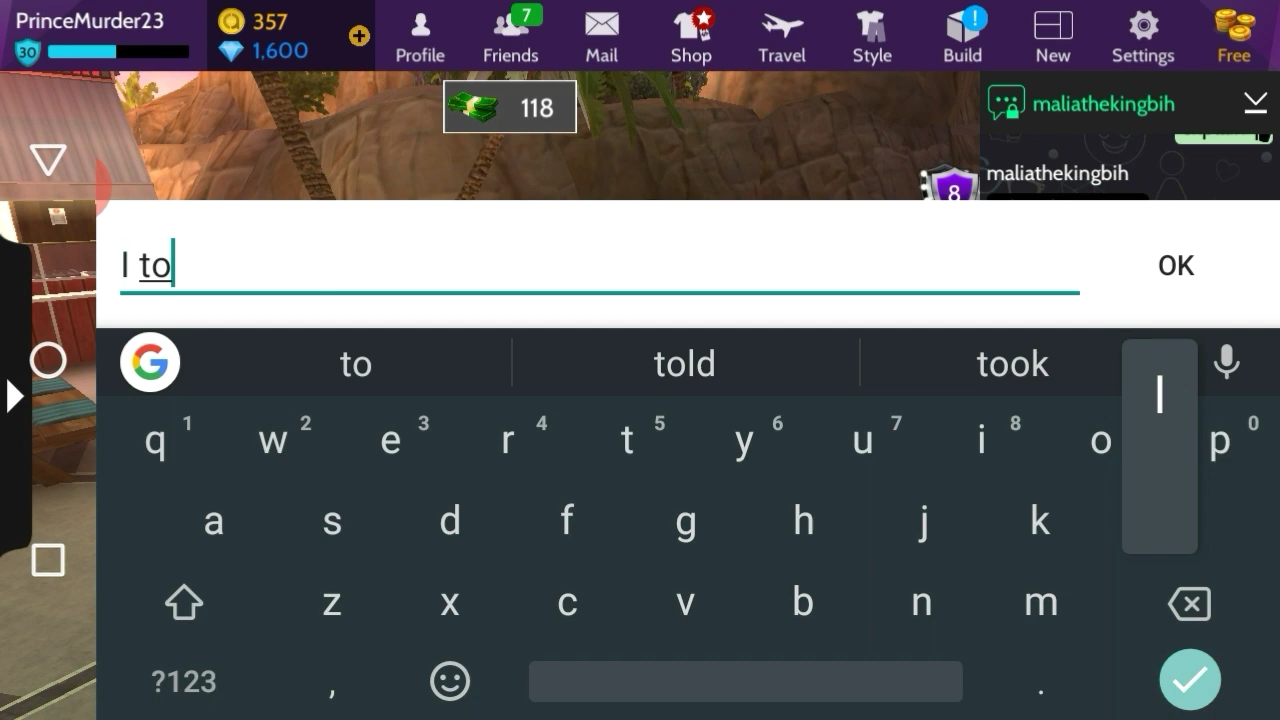 PrinceMurder23
30
357
1,600
Profile
7
Friends
Mail
Shop
Travel
Style
!
Build
New
Settings
Free
118
maliathekingbih
maliathekingbih
8
I to
OK
G
to
told
took
l
q 1 w 2 e 3 r 4 t 5 y 6 u 7 i 8 o p 0
a s d f g h j k
z x c v b n m
?123 , .